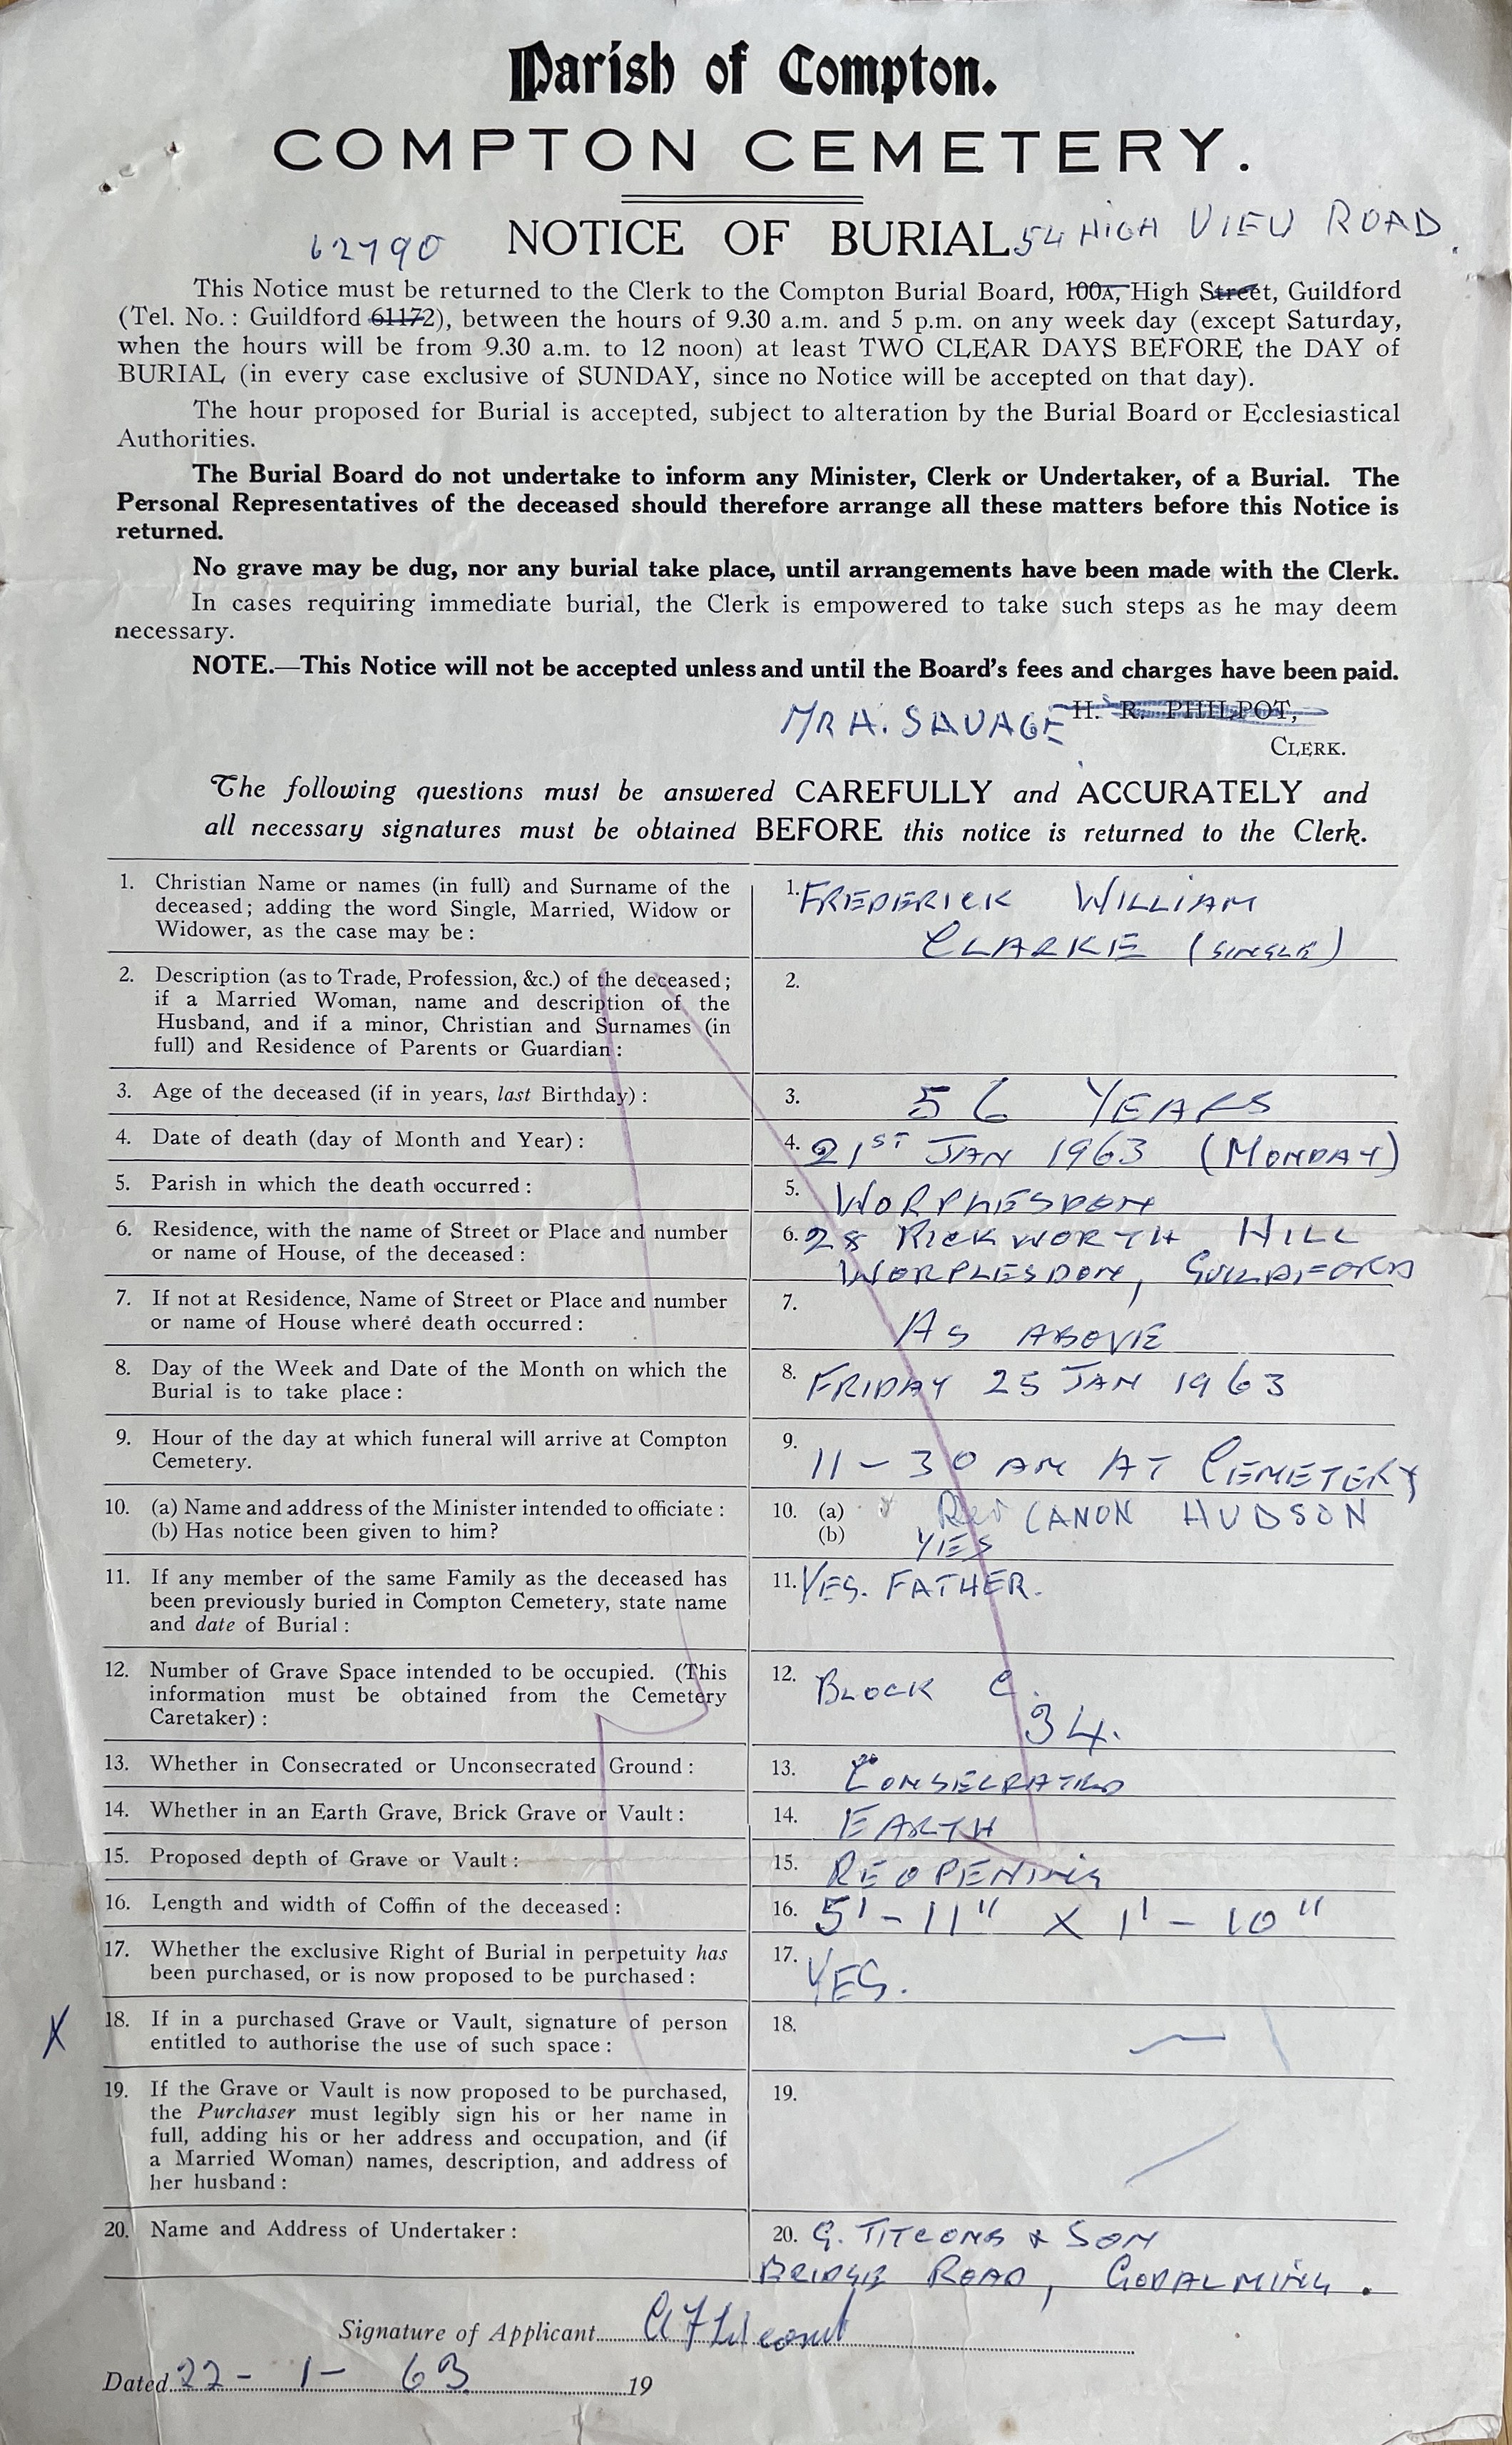 Parish of Compton.
COMPTON CEMETERY.
62790 NOTICE OF BURIAL 54 HIGH VIEW ROAD.
This Notice must be returned to the Clerk to the Compton Burial Board, 100A, High Street, Guildford
(Tel. No.: Guildford 61172), between the hours of 9.30 a.m. and 5 p.m. on any week day (except Saturday,
when the hours will be from 9.30 a.m. to 12 noon) at least TWO CLEAR DAYS BEFORE the DAY of
BURIAL (in every case exclusive of SUNDAY, since no Notice will be accepted on that day).
The hour proposed for Burial is accepted, subject to alteration by the Burial Board or Ecclesiastical
Authorities.
The Burial Board do not undertake to inform any Minister, Clerk or Undertaker, of a Burial. The
Personal Representatives of the deceased should therefore arrange all these matters before this Notice is
returned.
No grave may be dug, nor any burial take place, until arrangements have been made with the Clerk.
In cases requiring immediate burial, the Clerk is empowered to take such steps as he may deem
necessary.
NOTE.—This Notice will not be accepted unless and until the Board's fees and charges have been paid.
MR A. SAVAGE H. R. PHILPOT,
CLERK.
The following questions must be answered CAREFULLY and ACCURATELY and
all necessary signatures must be obtained BEFORE this notice is returned to the Clerk.
1. Christian Name or names (in full) and Surname of the
deceased; adding the word Single, Married, Widow or
Widower, as the case may be:
1. FREDERICK WILLIAM
CLARKE (SINGLE)
2. Description (as to Trade, Profession, &c.) of the deceased;
if a Married Woman, name and description of the
Husband, and if a minor, Christian and Surnames (in
full) and Residence of Parents or Guardian:
2.
3. Age of the deceased (if in years, last Birthday):
3. 56 YEARS
4. Date of death (day of Month and Year):
4. 21ST JAN 1963 (MONDAY)
5. Parish in which the death occurred:
5. WORPLESDON
6. Residence, with the name of Street or Place and number
or name of House, of the deceased:
6. 28 RICKWORTH HILL
WORPLESDON, GUILDFORD
7. If not at Residence, Name of Street or Place and number
or name of House where death occurred:
7. AS ABOVE
8. Day of the Week and Date of the Month on which the
Burial is to take place:
8. FRIDAY 25 JAN 1963
9. Hour of the day at which funeral will arrive at Compton
Cemetery.
9. 11-30 AM AT CEMETERY
10. (a) Name and address of the Minister intended to officiate:
(b) Has notice been given to him?
10. (a) Rev CANON HUDSON
(b) YES
11. If any member of the same Family as the deceased has
been previously buried in Compton Cemetery, state name
and date of Burial:
11. YES. FATHER.
12. Number of Grave Space intended to be occupied. (This
information must be obtained from the Cemetery
Caretaker):
12. BLOCK C.
34.
13. Whether in Consecrated or Unconsecrated Ground:
13. CONSECRATED
14. Whether in an Earth Grave, Brick Grave or Vault:
14. EARTH
15. Proposed depth of Grave or Vault:
15. REOPENING
16. Length and width of Coffin of the deceased:
16. 5'-11" X 1'-10"
17. Whether the exclusive Right of Burial in perpetuity has
been purchased, or is now proposed to be purchased:
17. YES.
X 18. If in a purchased Grave or Vault, signature of person
entitled to authorise the use of such space:
18.
19. If the Grave or Vault is now proposed to be purchased,
the Purchaser must legibly sign his or her name in
full, adding his or her address and occupation, and (if
a Married Woman) names, description, and address of
her husband:
19.
20. Name and Address of Undertaker:
20. G. TITCOMB & SON
BRIDGE ROAD, GODALMING.
Signature of Applicant
Dated 22-1-63 19